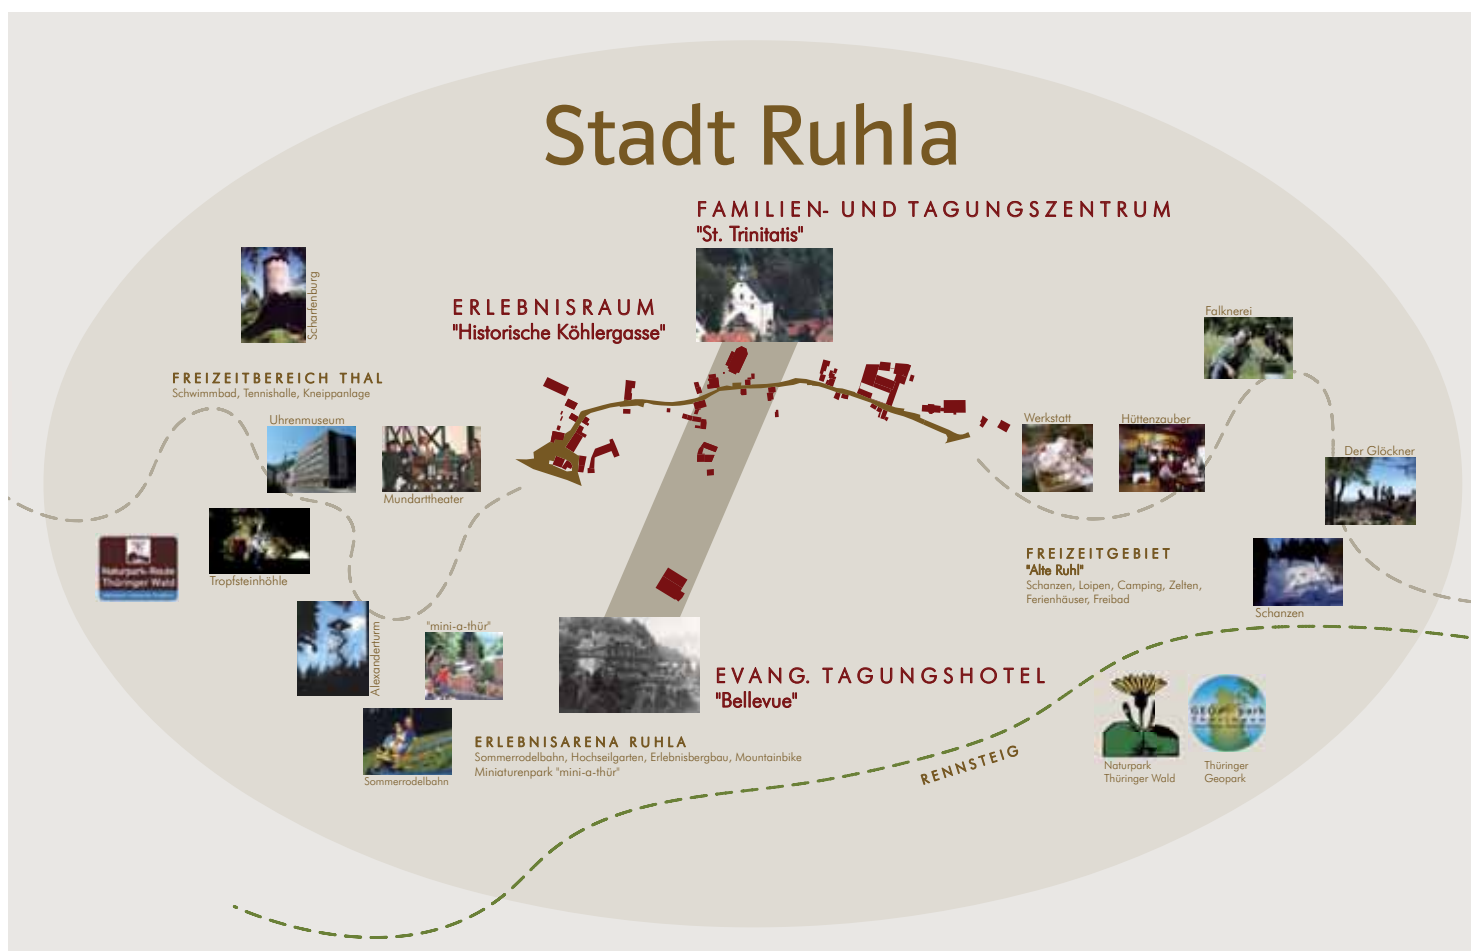 Stadt Ruhla
FAMILIEN- UND TAGUNGSZENTRUM
"St. Trinitatis"
ERLEBNISRAUM
"Historische Köhlergasse"
Scharfenburg
FREIZEITBEREICH THAL
Schwimmbad, Tennishalle, Kneippanlage
Uhrenmuseum
Mundarttheater
Tropfsteinhöhle
Naturpark-Route
Thüringer Wald
Alexanderturm
"mini-a-thür"
Sommerrodelbahn
ERLEBNISARENA RUHLA
Sommerrodelbahn, Hochseilgarten, Erlebnisbergbau, Mountainbike
Miniaturenpark "mini-a-thür"
EVANG. TAGUNGSHOTEL
"Bellevue"
Falknerei
Werkstatt
Hüttenzauber
Der Glöckner
FREIZEITGEBIET
"Alte Ruhl"
Schanzen, Loipen, Camping, Zelten,
Ferienhäuser, Freibad
Schanzen
RENNSTEIG
Naturpark
Thüringer Wald
GEO park
Thüringer
Geopark